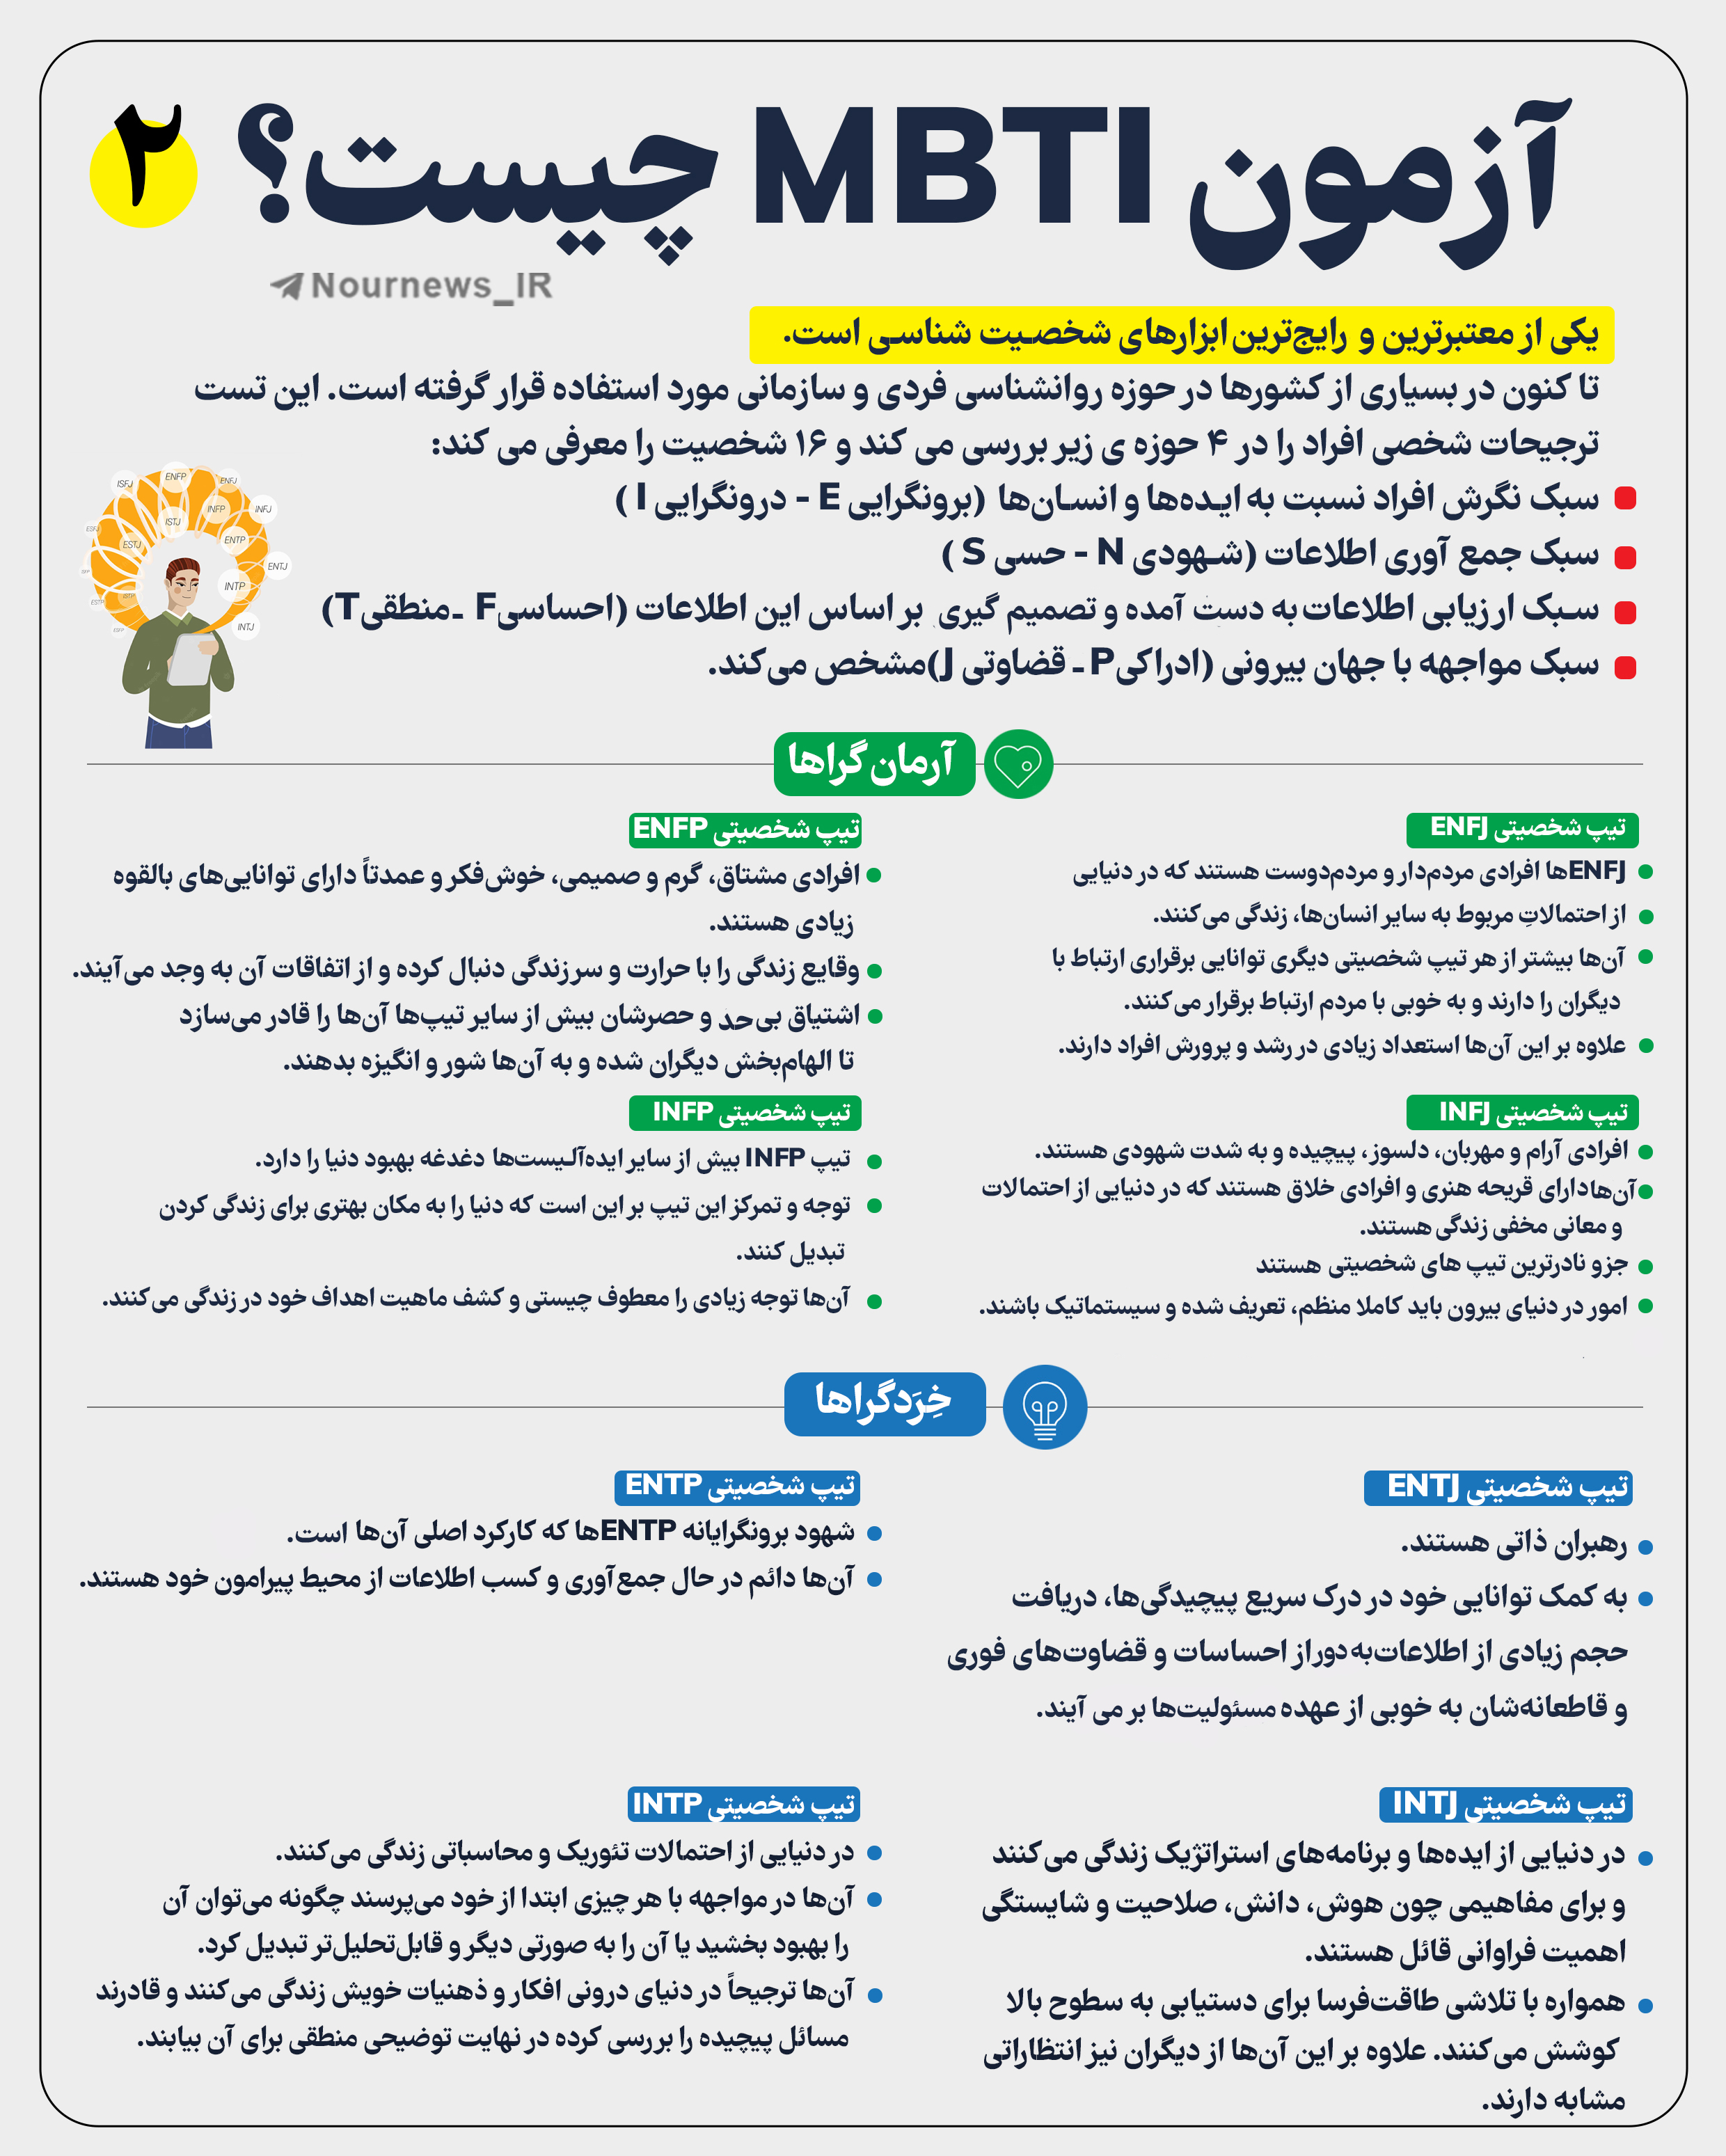 آزمون MBTI چیست؟ ۲
Nournews_IR
یکی از معتبرترین و رایج‌ترین ابزارهای شخصیت شناسی است.
تا کنون در بسیاری از کشورها در حوزه روانشناسی فردی و سازمانی مورد استفاده قرار گرفته است. این تست
ترجیحات شخصی افراد را در ۴ حوزه ی زیر بررسی می کند و ۱۶ شخصیت را معرفی می کند:
سبک نگرش افراد نسبت به ایده‌ها و انسان‌ها (برونگرایی E - درونگرایی I )
سبک جمع آوری اطلاعات (شهودی N - حسی S )
سبک ارزیابی اطلاعات به دست آمده و تصمیم گیری بر اساس این اطلاعات (احساسی F ـ منطقی T)
سبک مواجهه با جهان بیرونی (ادراکی P ـ قضاوتی J)مشخص می‌کند.
ISFJ
ENFP
ENFJ
INFP
INFJ
ISTJ
ESFJ
ESTJ
ENTP
ENTJ
INTP
ISTP
ESTP
INTJ
ESFP
آرمان گراها
تیپ شخصیتی ENFJ
ENFJها افرادی مردم‌دار و مردم‌دوست هستند که در دنیایی
از احتمالاتِ مربوط به سایر انسان‌ها، زندگی می‌کنند.
آن‌ها بیشتر از هر تیپ شخصیتی دیگری توانایی برقراری ارتباط با
دیگران را دارند و به خوبی با مردم ارتباط برقرار می‌کنند.
علاوه بر این آن‌ها استعداد زیادی در رشد و پرورش افراد دارند.
تیپ شخصیتی ENFP
افرادی مشتاق، گرم و صمیمی، خوش‌فکر و عمدتاً دارای توانایی‌های بالقوه
زیادی هستند.
وقایع زندگی را با حرارت و سرزندگی دنبال کرده و از اتفاقات آن به وجد می‌آیند.
اشتیاق بی‌حد و حصرشان بیش از سایر تیپ‌ها آن‌ها را قادر می‌سازد
تا الهام‌بخش دیگران شده و به آن‌ها شور و انگیزه بدهند.
تیپ شخصیتی INFJ
افرادی آرام و مهربان، دلسوز، پیچیده و به شدت شهودی هستند.
آن‌ها دارای قریحه هنری و افرادی خلاق هستند که در دنیایی از احتمالات
و معانی مخفی زندگی هستند.
جزو نادرترین تیپ های شخصیتی هستند
امور در دنیای بیرون باید کاملا منظم، تعریف شده و سیستماتیک باشند.
تیپ شخصیتی INFP
تیپ INFP بیش از سایر ایده‌آلیست‌ها دغدغه بهبود دنیا را دارد.
توجه و تمرکز این تیپ بر این است که دنیا را به مکان بهتری برای زندگی کردن
تبدیل کنند.
آن‌ها توجه زیادی را معطوف چیستی و کشف ماهیت اهداف خود در زندگی می‌کنند.
خِرَدگراها
تیپ شخصیتی ENTJ
رهبران ذاتی هستند.
به کمک توانایی خود در درک سریع پیچیدگی‌ها، دریافت
حجم زیادی از اطلاعات‌به‌دوراز احساسات و قضاوت‌های فوری
و قاطعانه‌شان به خوبی از عهده مسئولیت‌ها بر می آیند.
تیپ شخصیتی ENTP
شهود برونگرایانه ENTPها که کارکرد اصلی آن‌ها است.
آن‌ها دائم در حال جمع‌آوری و کسب اطلاعات از محیط پیرامون خود هستند.
تیپ شخصیتی INTJ
در دنیایی از ایده‌ها و برنامه‌های استراتژیک زندگی می‌کنند
و برای مفاهیمی چون هوش، دانش، صلاحیت و شایستگی
اهمیت فراوانی قائل هستند.
همواره با تلاشی طاقت‌فرسا برای دستیابی به سطوح بالا
کوشش می‌کنند. علاوه بر این آن‌ها از دیگران نیز انتظاراتی
مشابه دارند.
تیپ شخصیتی INTP
در دنیایی از احتمالات تئوریک و محاسباتی زندگی می‌کنند.
آن‌ها در مواجهه با هر چیزی ابتدا از خود می‌پرسند چگونه می‌توان آن
را بهبود بخشید یا آن را به صورتی دیگر و قابل‌تحلیل‌تر تبدیل کرد.
آن‌ها ترجیحاً در دنیای درونی افکار و ذهنیات خویش زندگی می‌کنند و قادرند
مسائل پیچیده را بررسی کرده در نهایت توضیحی منطقی برای آن بیابند.